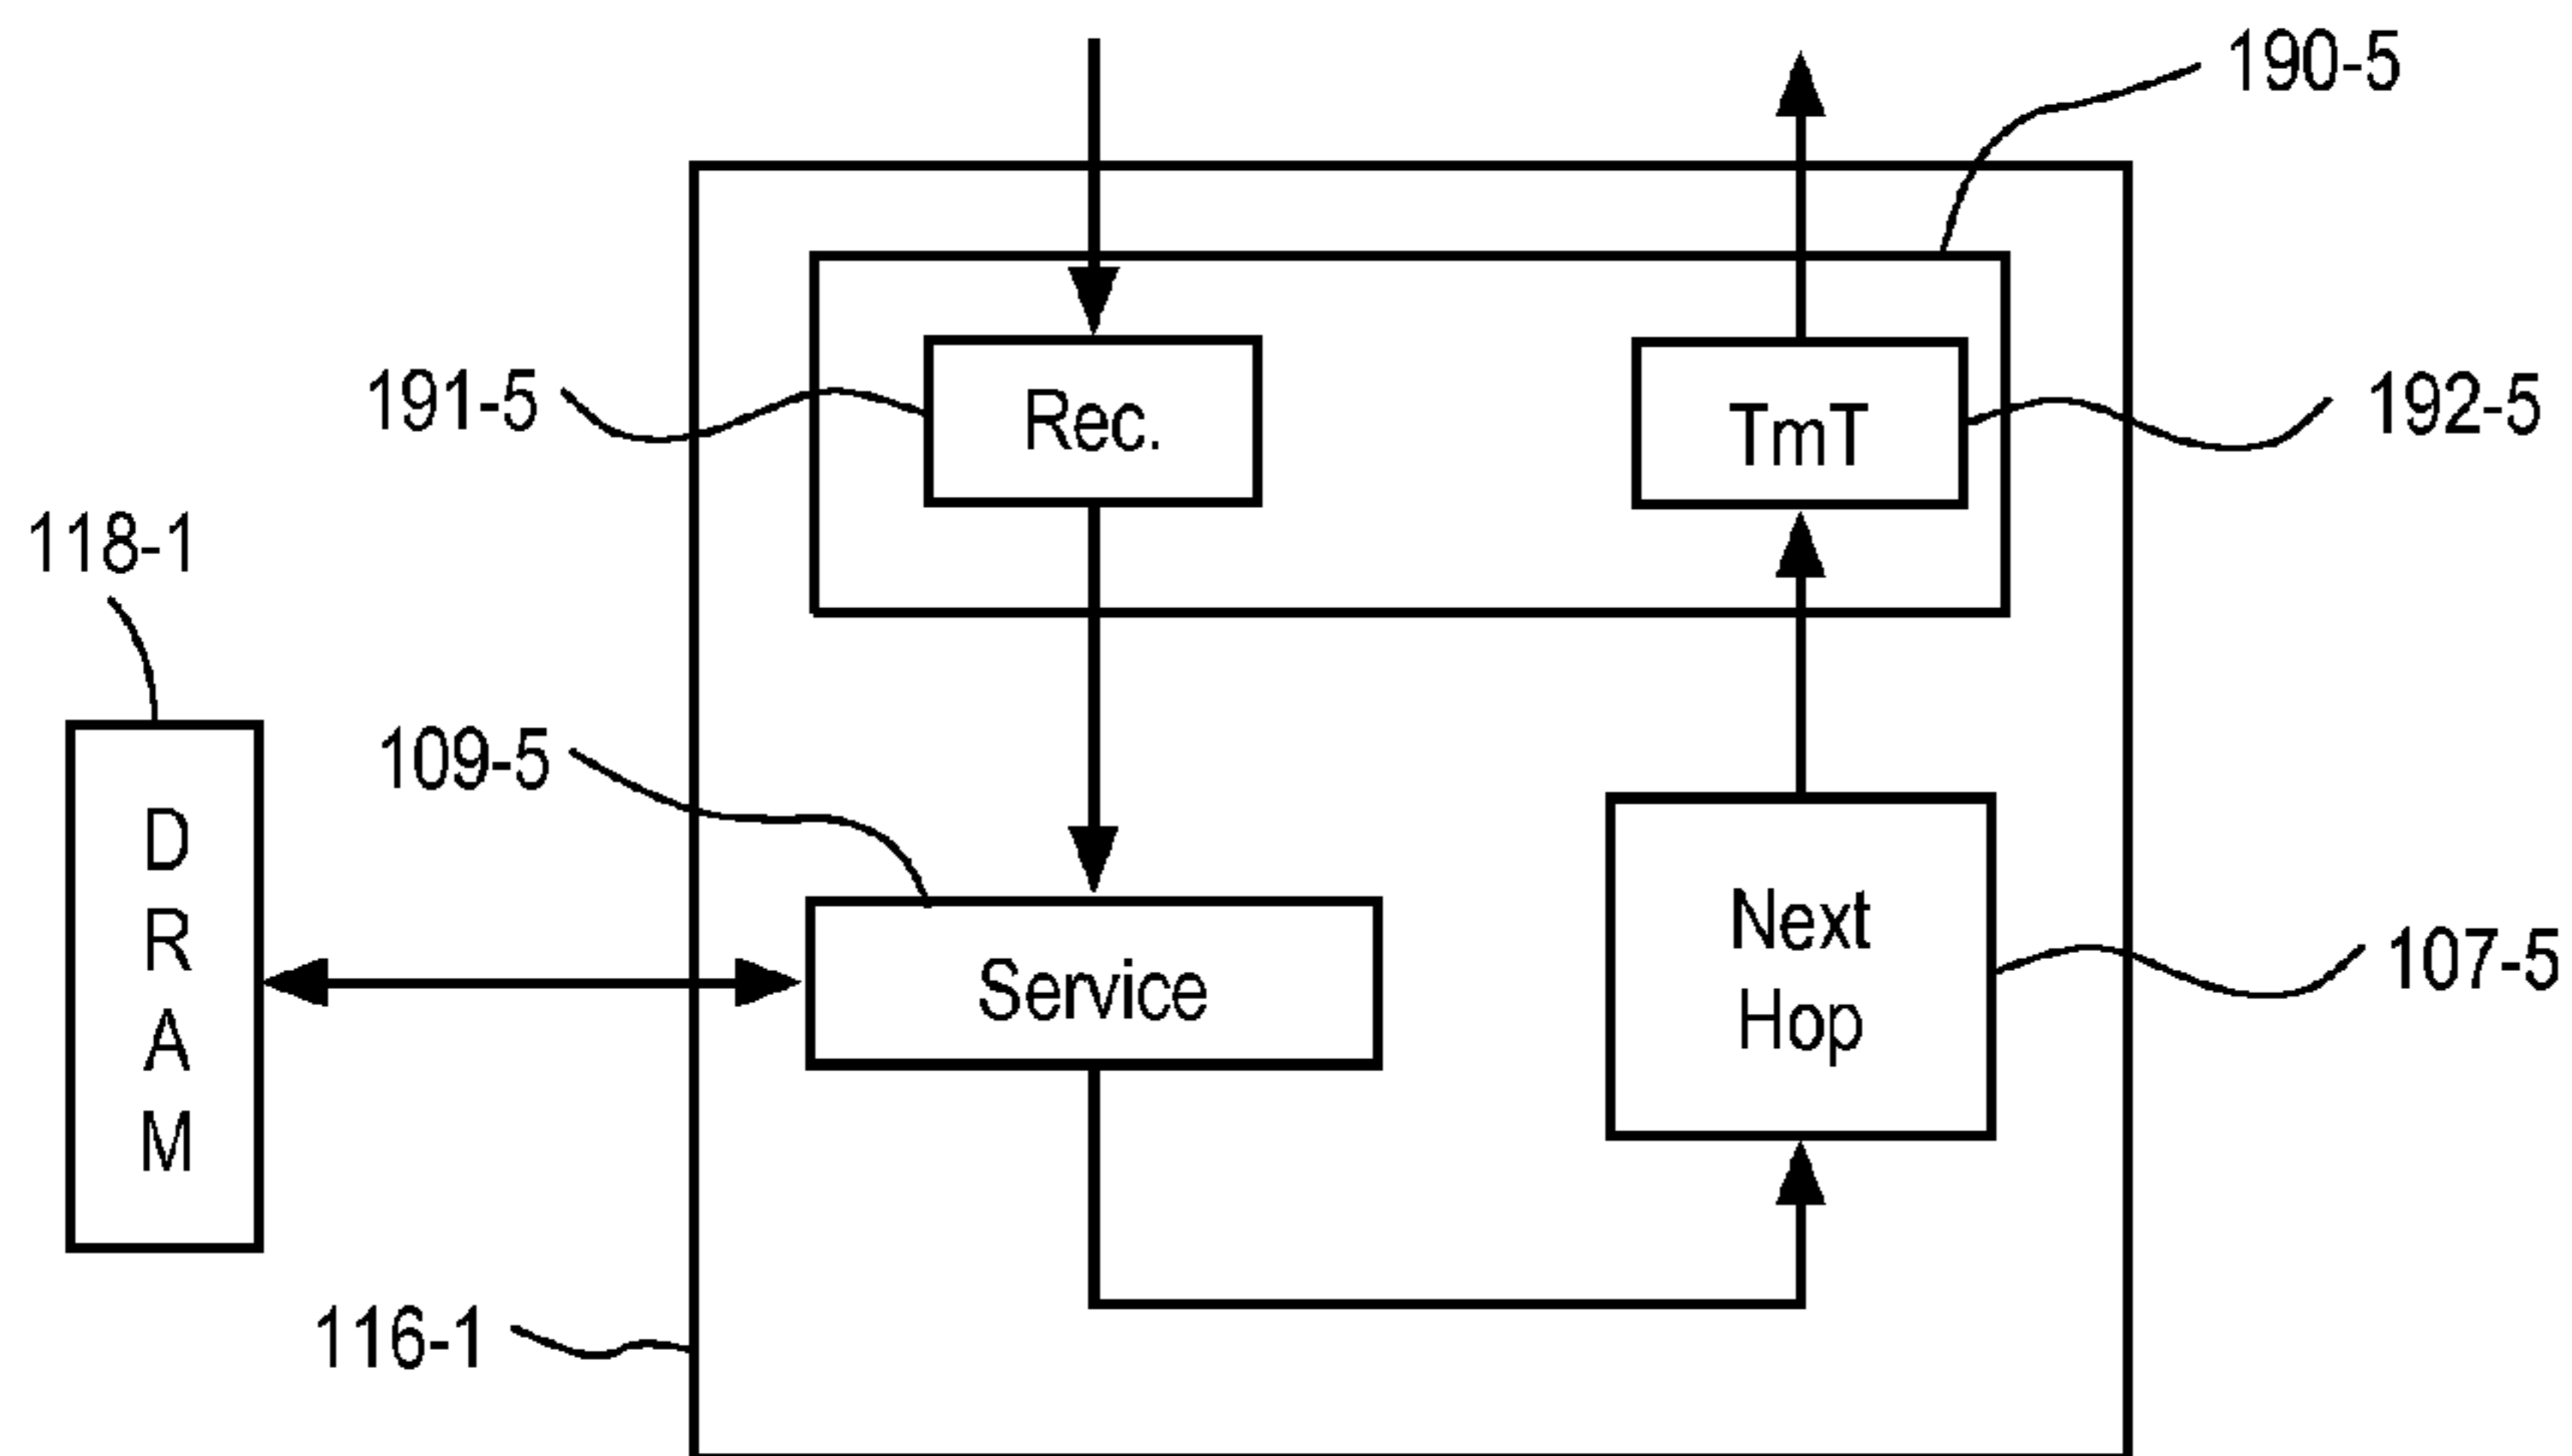 190-5
191-5
Rec.
TmT
192-5
118-1
109-5
D
R
A
M
Service
Next
Hop
107-5
116-1